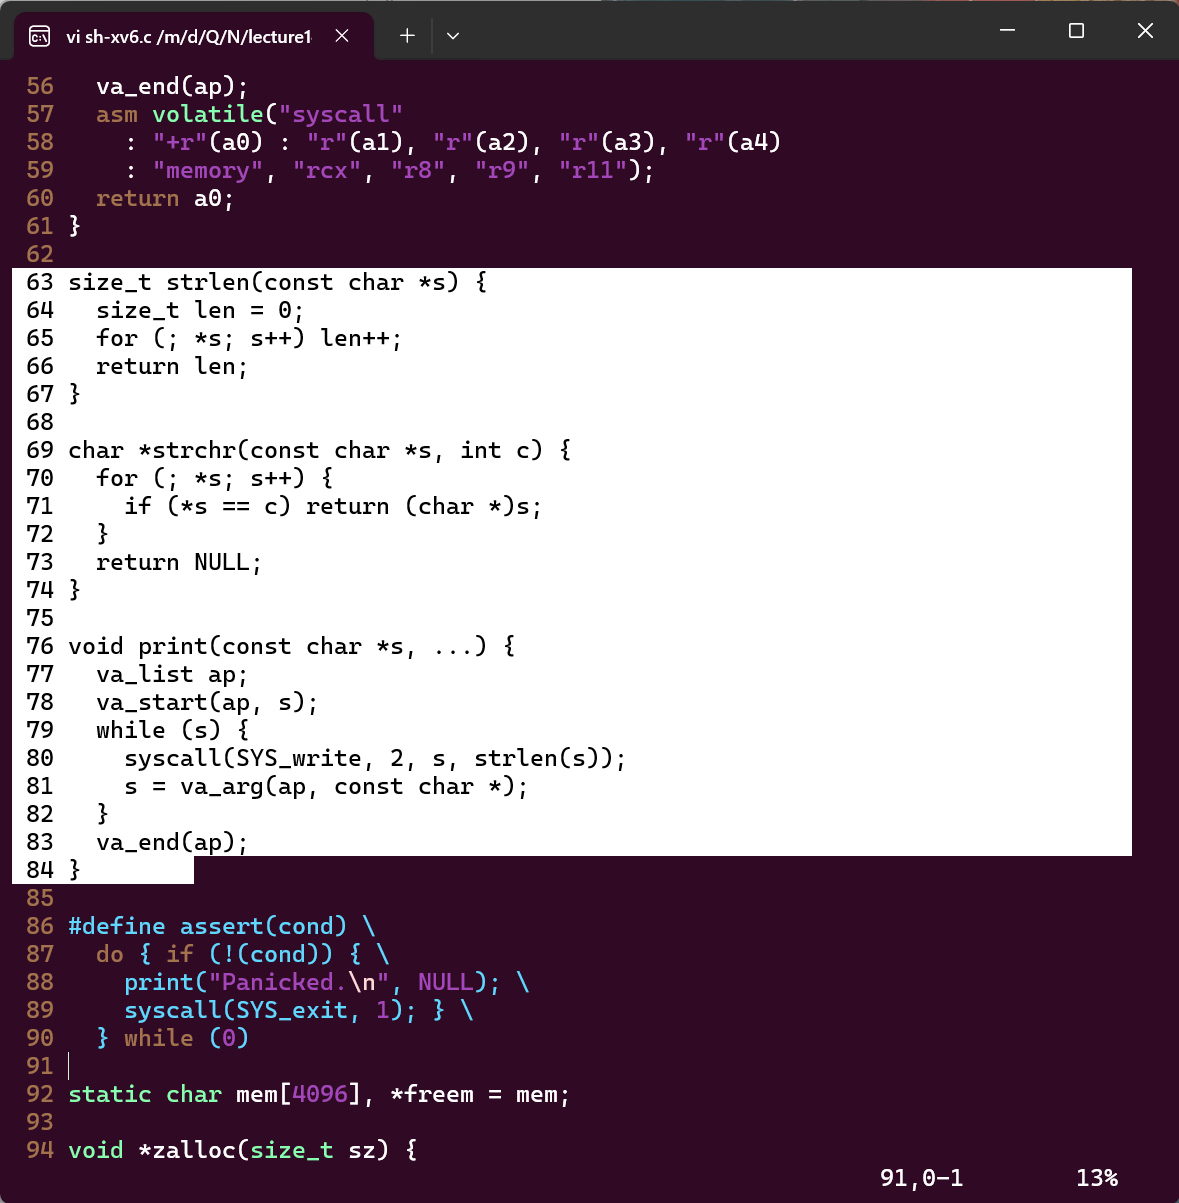 vi sh-xv6.c /m/d/Q/N/lecture1
56   va_end(ap);
57   asm volatile("syscall"
58     : "+r"(a0) : "r"(a1), "r"(a2), "r"(a3), "r"(a4)
59     : "memory", "rcx", "r8", "r9", "r11");
60   return a0;
61 }
62
63 size_t strlen(const char *s) {
64   size_t len = 0;
65   for (; *s; s++) len++;
66   return len;
67 }
68
69 char *strchr(const char *s, int c) {
70   for (; *s; s++) {
71     if (*s == c) return (char *)s;
72   }
73   return NULL;
74 }
75
76 void print(const char *s, ...) {
77   va_list ap;
78   va_start(ap, s);
79   while (s) {
80     syscall(SYS_write, 2, s, strlen(s));
81     s = va_arg(ap, const char *);
82   }
83   va_end(ap);
84 }
85
86 #define assert(cond) \
87   do { if (!(cond)) { \
88     print("Panicked.\n", NULL); \
89     syscall(SYS_exit, 1); } \
90   } while (0)
91
92 static char mem[4096], *freem = mem;
93
94 void *zalloc(size_t sz) {
91,0-1 13%